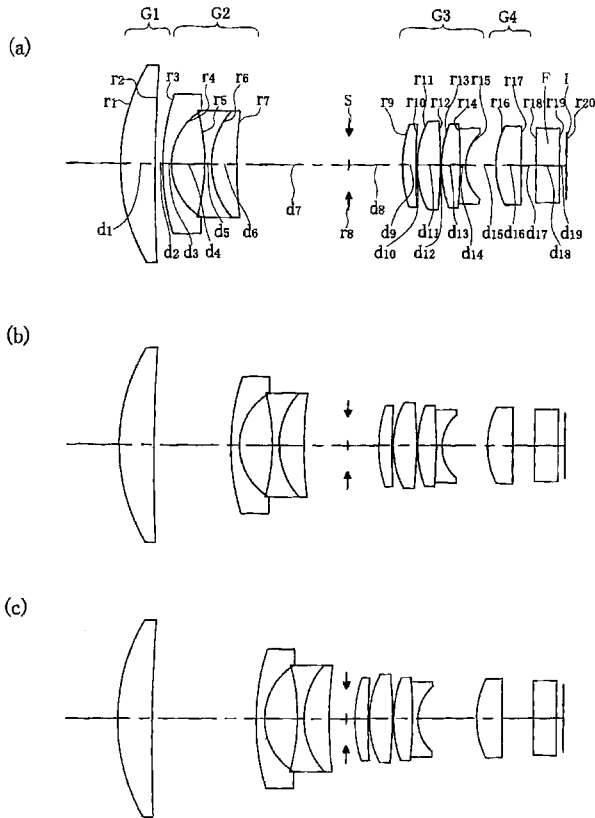 G1 G2 G3 G4
(a)
r1 r2 r3 r4 r5 r6 r7 S r9 r10 r11 r12 r13 r14 r15 r16 r17 r18 F r19 I r20
d1 d2 d3 d4 d5 d6 d7 r8 d8 d9 d10 d11 d12 d13 d14 d15 d16 d17 d18 d19
(b)
(c)